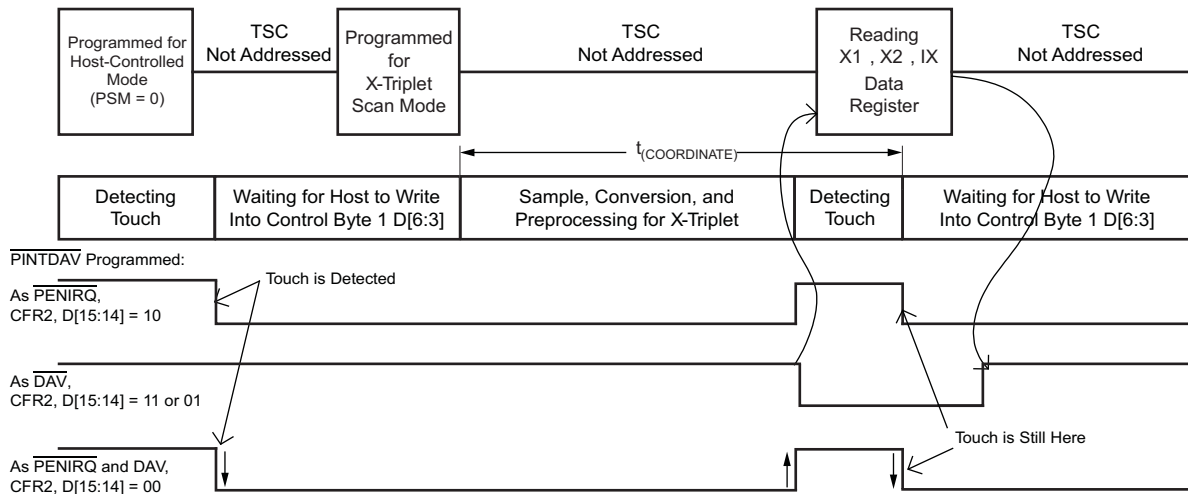 Programmed for
Host-Controlled
Mode
(PSM = 0)
TSC
Not Addressed
Programmed
for
X-Triplet
Scan Mode
TSC
Not Addressed
Reading
X1 , X2 , IX
Data
Register
TSC
Not Addressed
t(COORDINATE)
Detecting
Touch
Waiting for Host to Write
Into Control Byte 1 D[6:3]
Sample, Conversion, and
Preprocessing for X-Triplet
Detecting
Touch
Waiting for Host to Write
Into Control Byte 1 D[6:3]
PINTDAV Programmed:
Touch is Detected
As PENIRQ,
CFR2, D[15:14] = 10
As DAV,
CFR2, D[15:14] = 11 or 01
Touch is Still Here
As PENIRQ and DAV,
CFR2, D[15:14] = 00